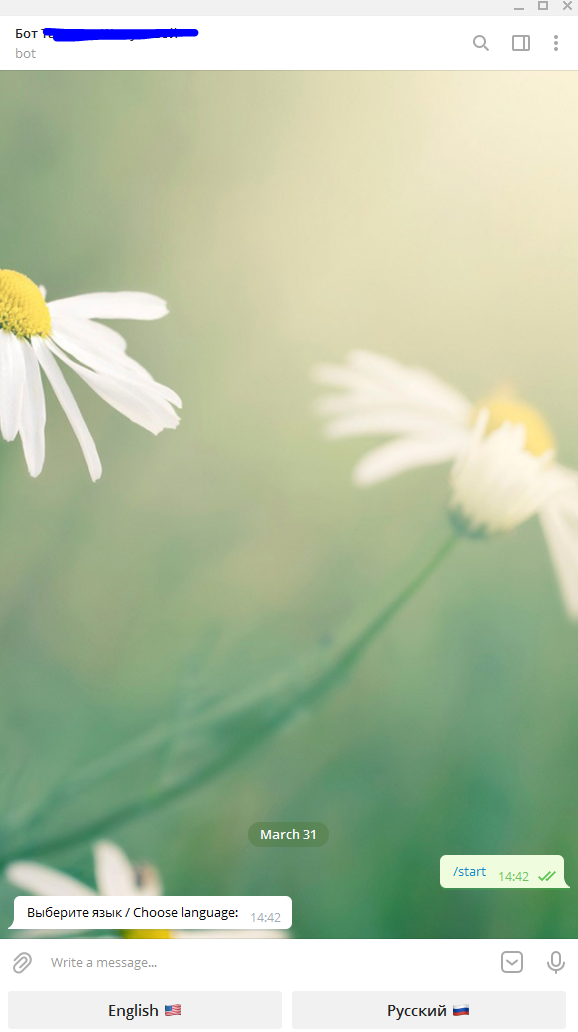 Бот
bot
March 31
/start 14:42
Выберите язык / Choose language: 14:42
Write a message...
English 🇺🇸
Русский 🇷🇺